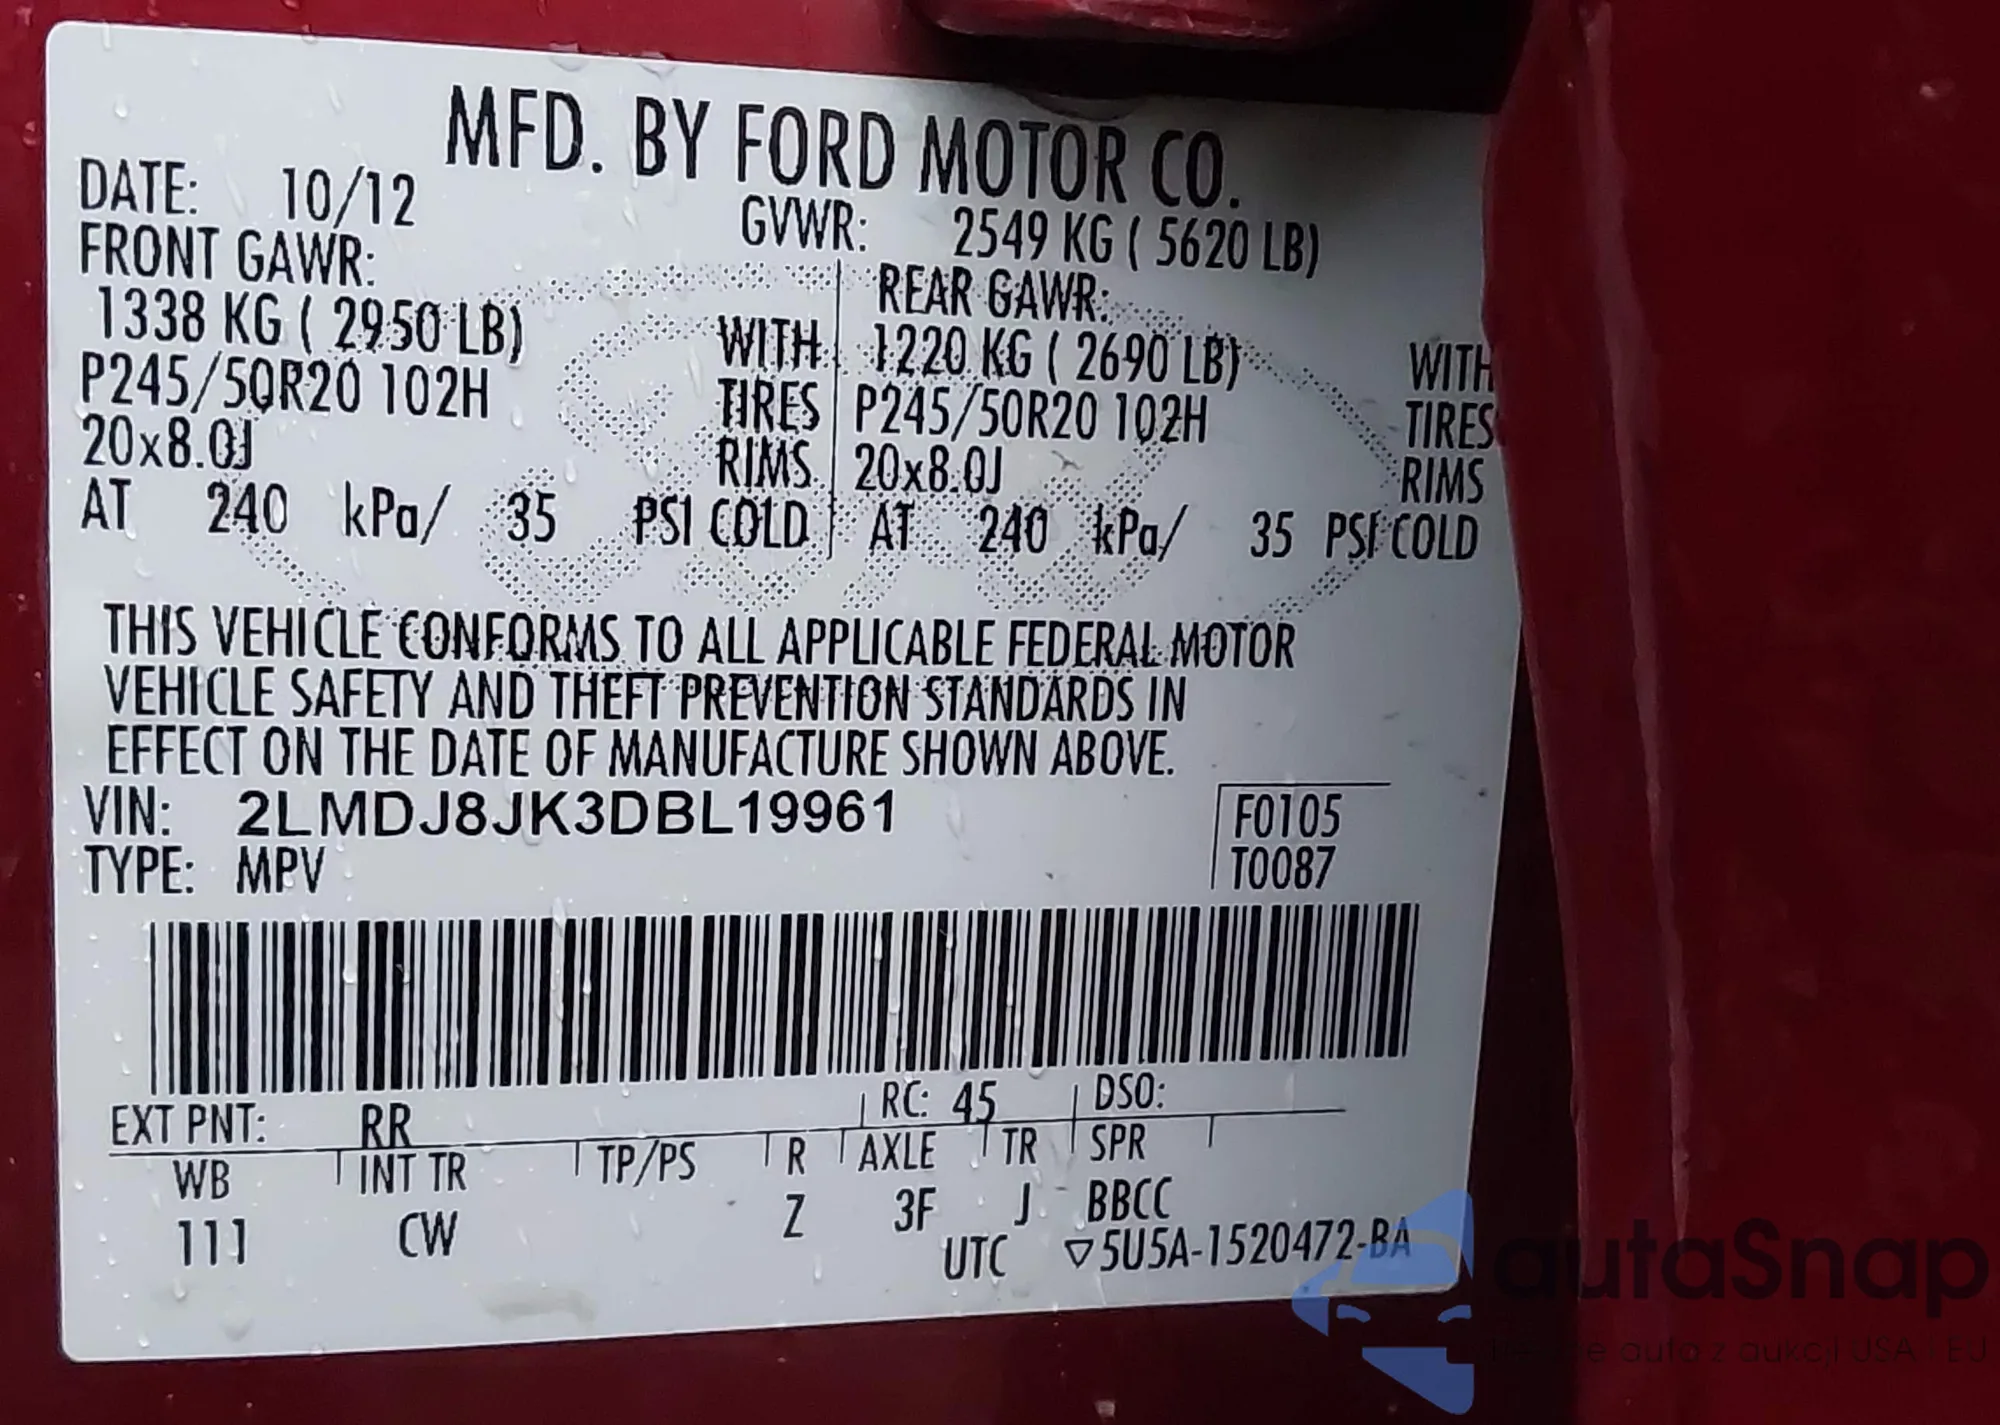 MFD. BY FORD MOTOR CO.
DATE: 10/12 GVWR: 2549 KG ( 5620 LB)
FRONT GAWR: REAR GAWR:
1338 KG ( 2950 LB) WITH 1220 KG ( 2690 LB) WITH
P245/50R20 102H TIRES P245/50R20 102H TIRES
20x8.0J RIMS 20x8.0J RIMS
AT 240 kPa/ 35 PSI COLD AT 240 kPa/ 35 PSI COLD
THIS VEHICLE CONFORMS TO ALL APPLICABLE FEDERAL MOTOR
VEHICLE SAFETY AND THEFT PREVENTION STANDARDS IN
EFFECT ON THE DATE OF MANUFACTURE SHOWN ABOVE.
VIN: 2LMDJ8JK3DBL19961 F0105
TYPE: MPV T0087
EXT PNT: RR RC: 45 DSO:
WB INT TR TP/PS R AXLE TR SPR
111 CW Z 3F J BBCC
UTC ▽5U5A-1520472-BA
autaSnap
auta z aukcji USA i EU